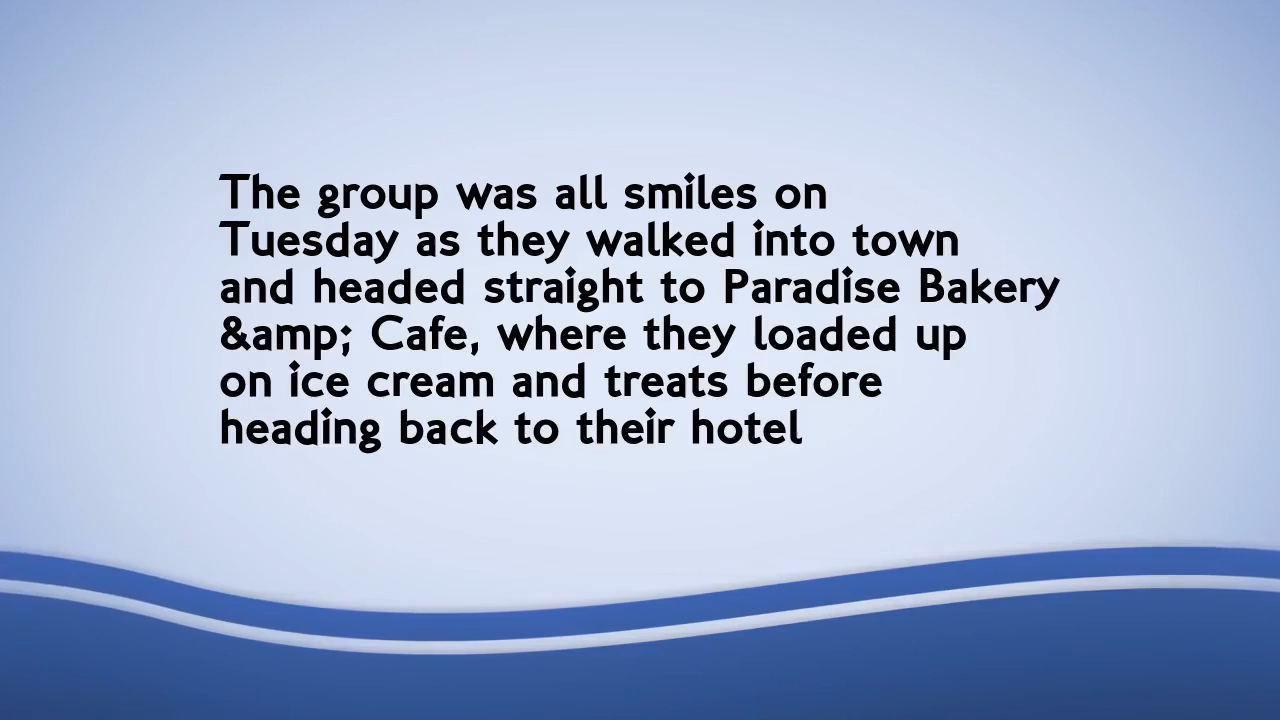 The group was all smiles on
Tuesday as they walked into town
and headed straight to Paradise Bakery
&amp; Cafe, where they loaded up
on ice cream and treats before
heading back to their hotel